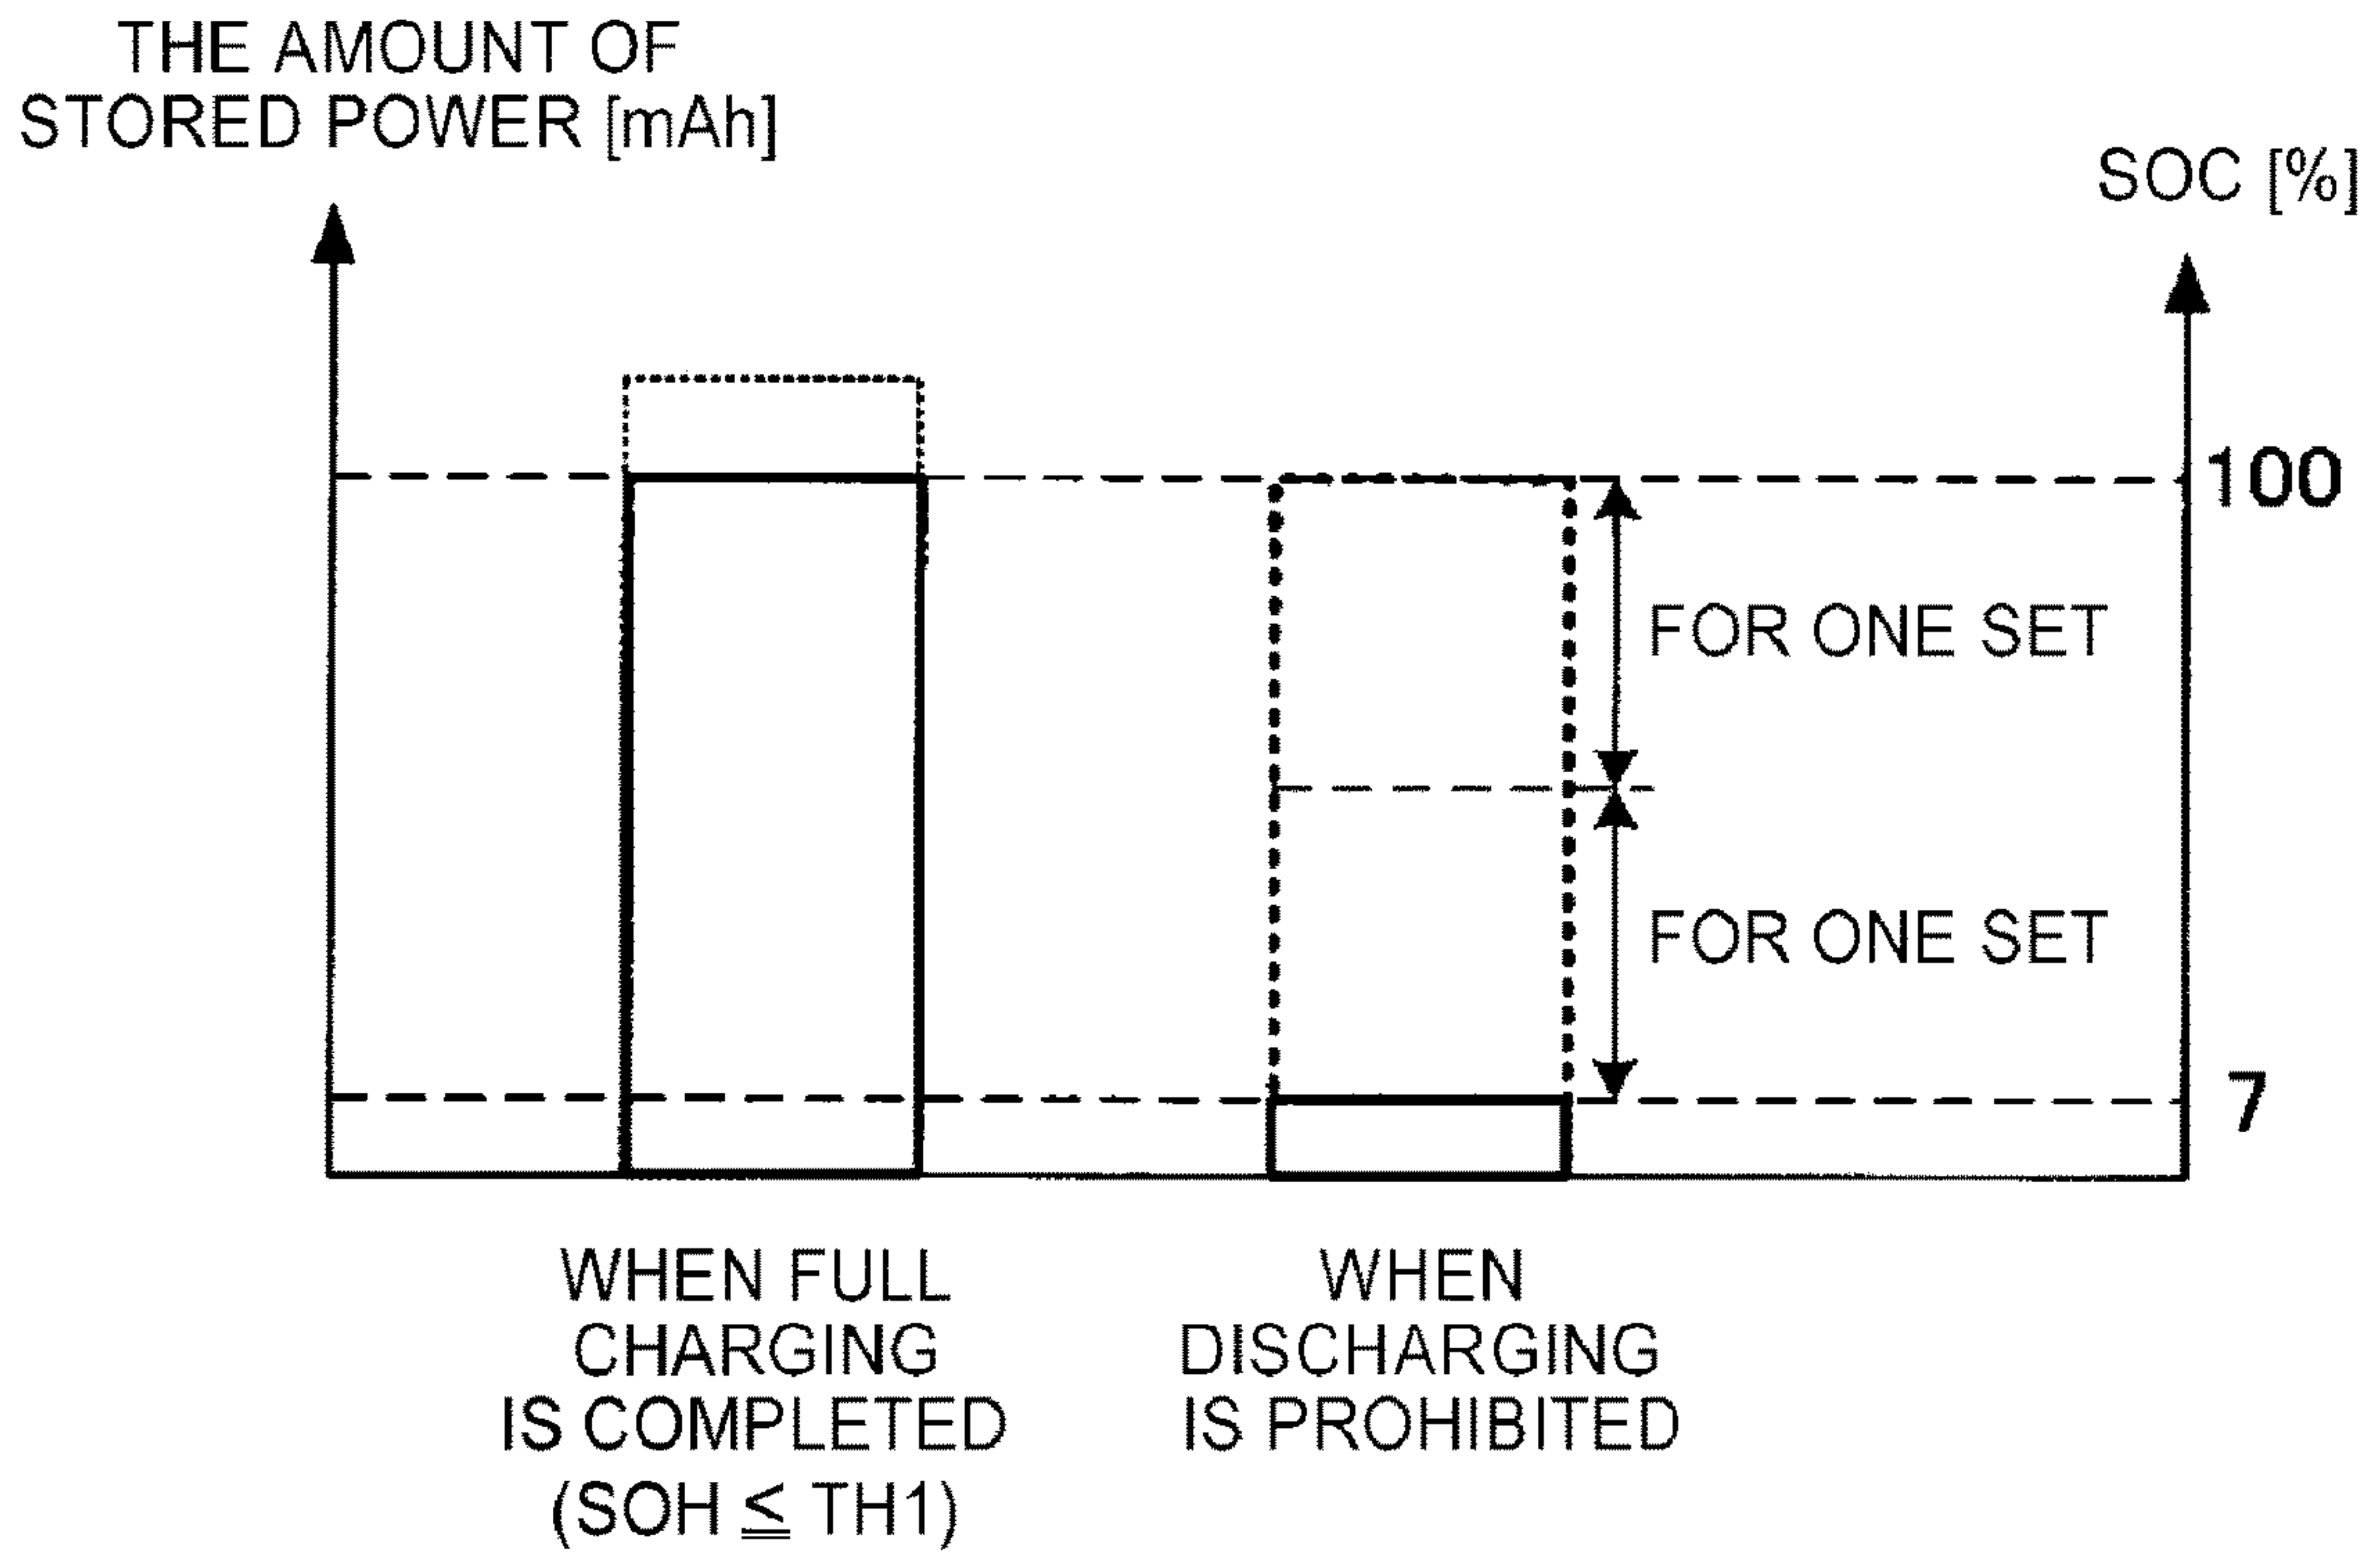 THE AMOUNT OF
STORED POWER [mAh]
SOC [%]
100
FOR ONE SET
FOR ONE SET
7
WHEN FULL
CHARGING
IS COMPLETED
(SOH ≦ TH1)
WHEN
DISCHARGING
IS PROHIBITED